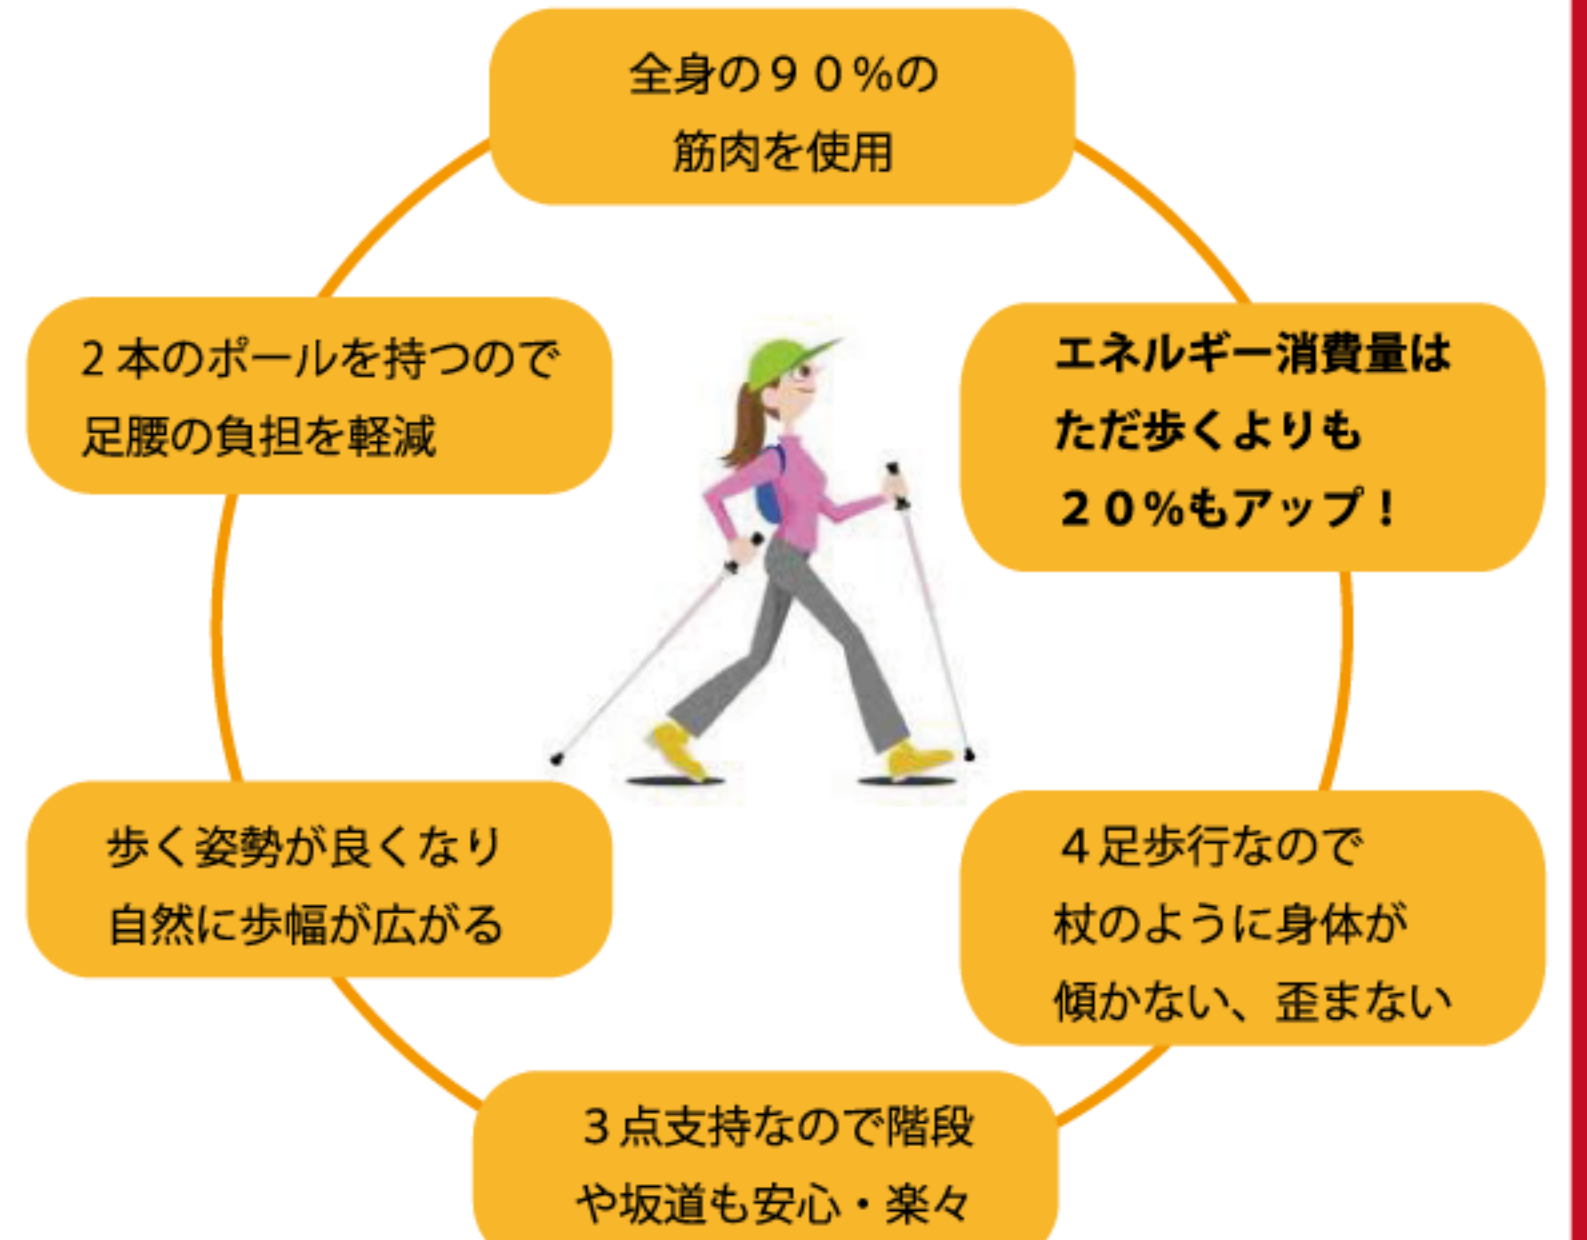 全身の９０％の
筋肉を使用
エネルギー消費量は
ただ歩くよりも
２０％もアップ！
４足歩行なので
杖のように身体が
傾かない、歪まない
３点支持なので階段
や坂道も安心・楽々
歩く姿勢が良くなり
自然に歩幅が広がる
2 本のポールを持つので
足腰の負担を軽減